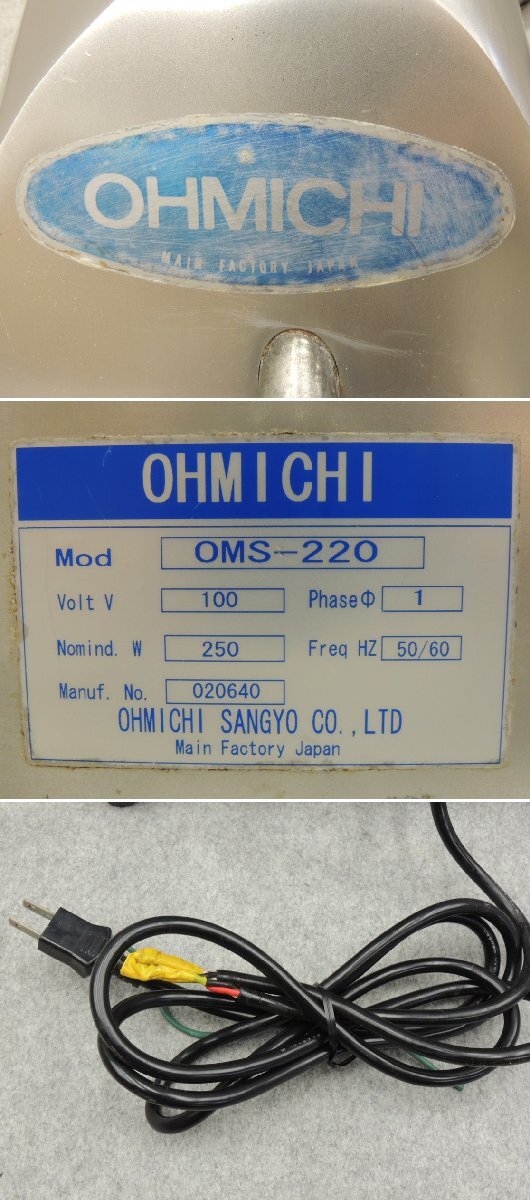 OHMICHI
MAIN FACTORY JAPAN
OHMICHI
Mod OMS-220
Volt V 100 PhaseΦ 1
Nomind. W 250 Freq HZ 50/60
Manuf. No. 020640
OHMICHI SANGYO CO.,LTD
Main Factory Japan